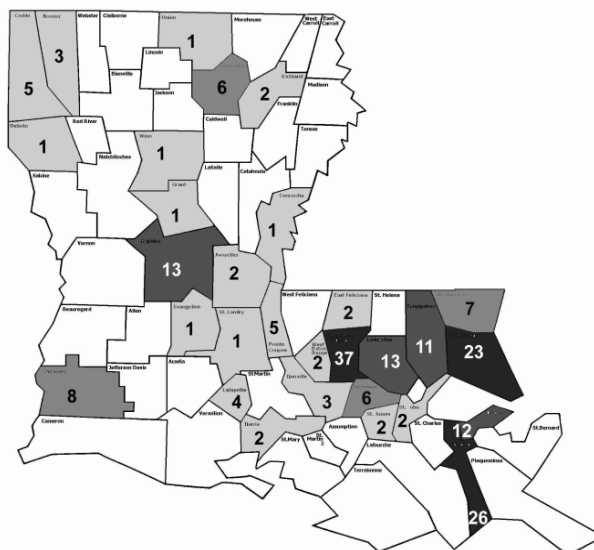 Caddo
Bossier
Webster
Claiborne
Union
Morehouse
West
Carroll
East
Carroll
Lincoln
1
3
5
Bienville
Jackson
6
Richland
2
Madison
Franklin
DeSoto
Red River
Caldwell
Tensas
1
Winn
1
Natchitoches
LaSalle
Catahoula
Sabine
Grant
1
Concordia
1
Vernon
13
Avoyelles
2
Beauregard
Allen
Evangeline
1
St. Landry
1
Pointe
Coupee
5
West Feliciana
East Feliciana
2
St. Helena
11
7
8
Jefferson Davis
Acadia
StMartin
West
Baton
Rouge
2
37
13
23
Iberville
3
6
Lafayette
4
Vermilion
Cameron
Iberia
2
St.Mary
St.
Martin
Assumption
St. James
2
2
St. Charles
12
St.Bernard
Lafourche
Terrebonne
Plaquemines
26